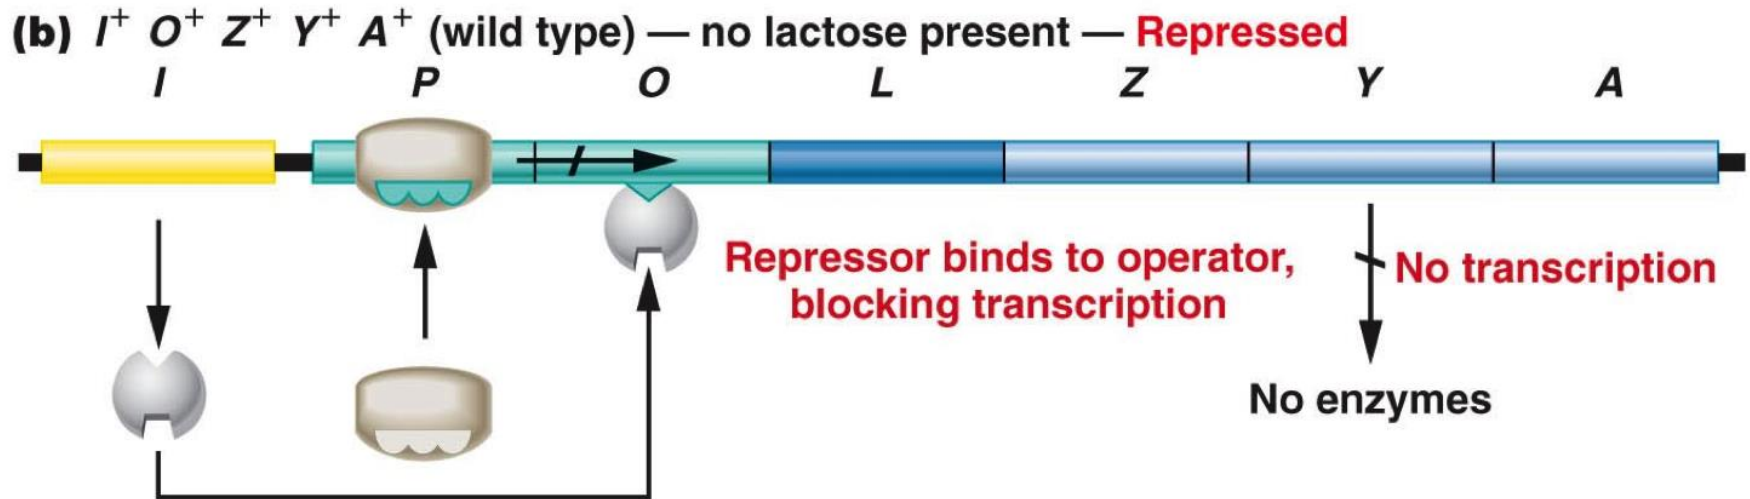 (b) I⁺ O⁺ Z⁺ Y⁺ A⁺ (wild type) — no lactose present — Repressed
I P O L Z Y A
Repressor binds to operator,
blocking transcription
No transcription
No enzymes